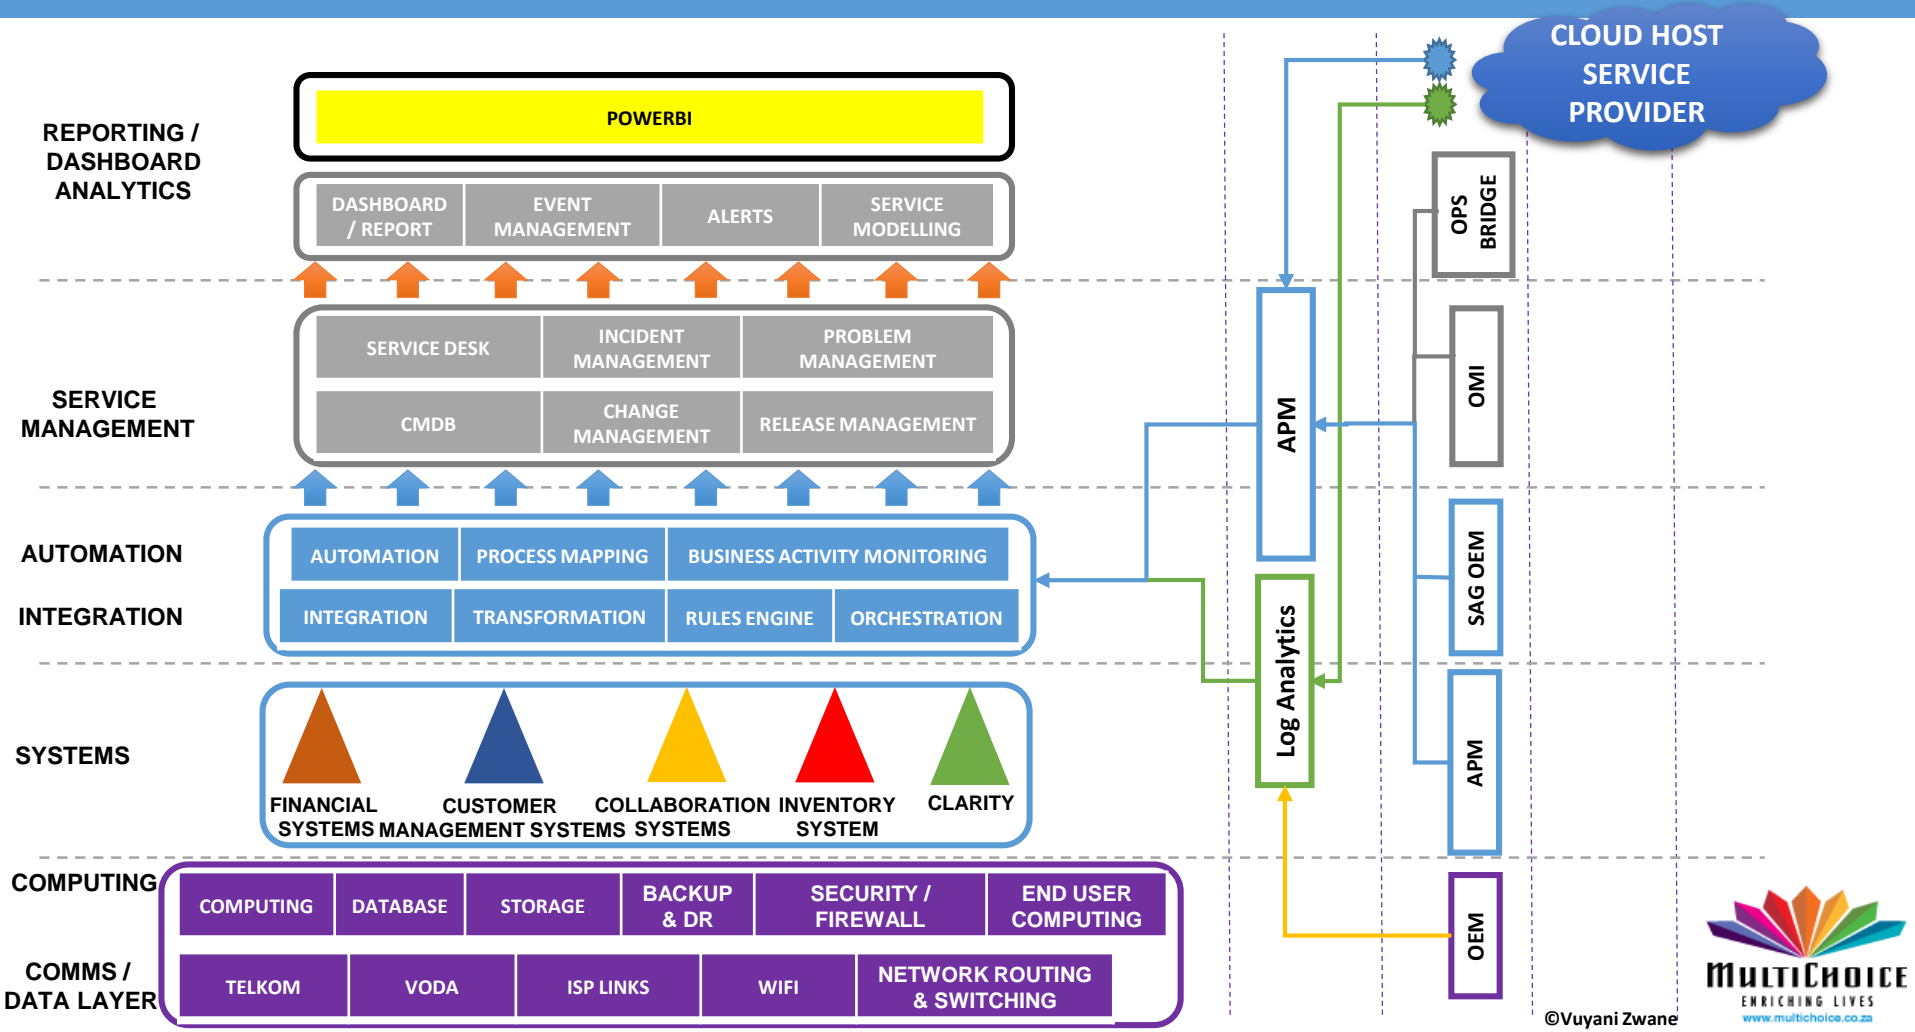 CLOUD HOST
SERVICE
PROVIDER
REPORTING /
DASHBOARD
ANALYTICS
POWERBI
DASHBOARD
/ REPORT
EVENT
MANAGEMENT
ALERTS
SERVICE
MODELLING
OPS
BRIDGE
SERVICE
MANAGEMENT
SERVICE DESK
INCIDENT
MANAGEMENT
PROBLEM
MANAGEMENT
CMDB
CHANGE
MANAGEMENT
RELEASE MANAGEMENT
APM
OMI
AUTOMATION
AUTOMATION
PROCESS MAPPING
BUSINESS ACTIVITY MONITORING
INTEGRATION
INTEGRATION
TRANSFORMATION
RULES ENGINE
ORCHESTRATION
Log Analytics
SAG OEM
SYSTEMS
FINANCIAL
SYSTEMS
CUSTOMER
MANAGEMENT SYSTEMS
COLLABORATION
SYSTEMS
INVENTORY
SYSTEM
CLARITY
APM
COMPUTING
COMPUTING
DATABASE
STORAGE
BACKUP
& DR
SECURITY /
FIREWALL
END USER
COMPUTING
OEM
COMMS /
DATA LAYER
TELKOM
VODA
ISP LINKS
WIFI
NETWORK ROUTING
& SWITCHING
MULTICHOICE
ENRICHING LIVES
www.multichoice.co.za
©Vuyani Zwane